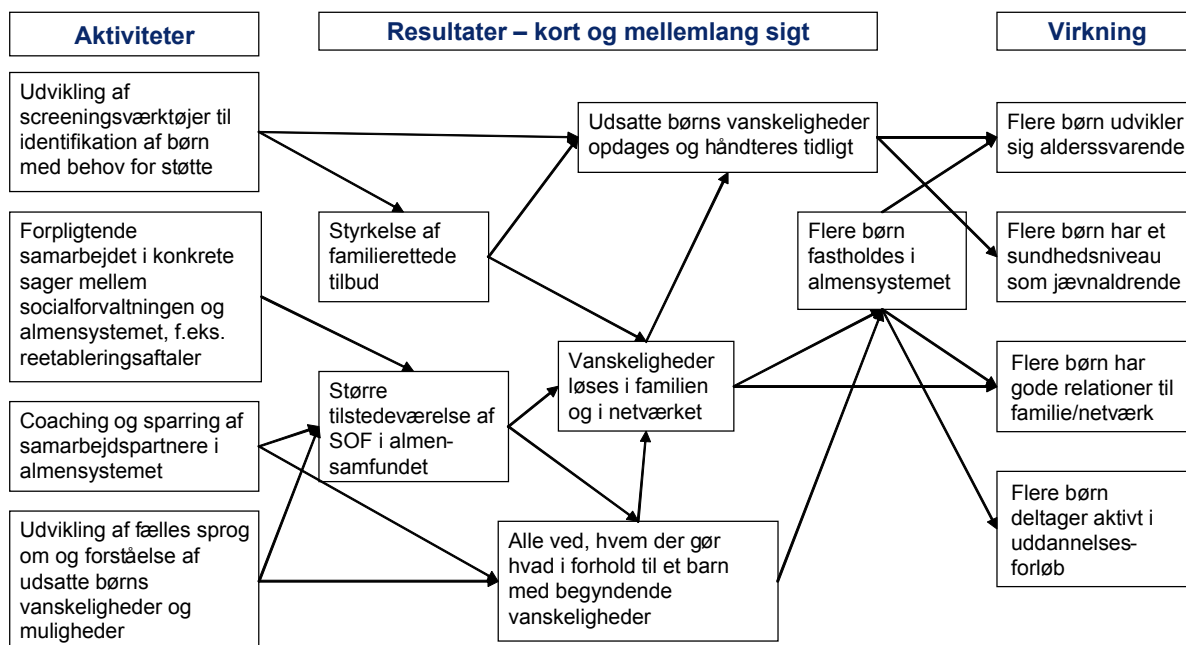 Aktiviteter
Resultater – kort og mellemlang sigt
Virkning
Udvikling af
screeningsværktøjer til
identifikation af børn
med behov for støtte
Forpligtende
samarbejdet i konkrete
sager mellem
socialforvaltningen og
almensystemet, f.eks.
reetableringsaftaler
Coaching og sparring af
samarbejdspartnere i
almensystemet
Udvikling af fælles sprog
om og forståelse af
udsatte børns
vanskeligheder og
muligheder
Styrkelse af
familierettede
tilbud
Større
tilstedeværelse af
SOF i almen-
samfundet
Udsatte børns vanskeligheder
opdages og håndteres tidligt
Vanskeligheder
løses i familien
og i netværket
Alle ved, hvem der gør
hvad i forhold til et barn
med begyndende
vanskeligheder
Flere børn
fastholdes i
almensystemet
Flere børn udvikler
sig alderssvarende
Flere børn har et
sundhedsniveau
som jævnaldrende
Flere børn har
gode relationer til
familie/netværk
Flere børn
deltager aktivt i
uddannelses-
forløb